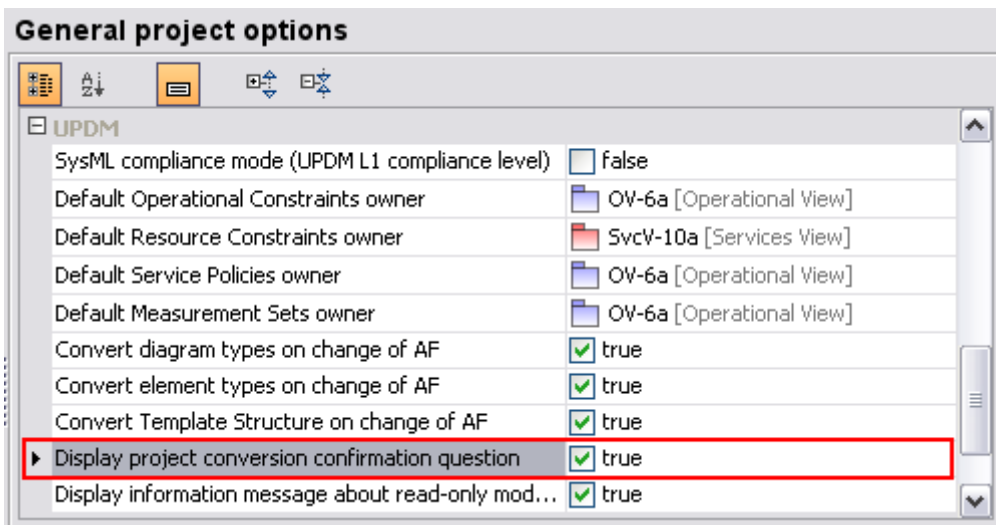 General project options
A
Z
UPDM
SysML compliance mode (UPDM L1 compliance level) false
Default Operational Constraints owner OV-6a [Operational View]
Default Resource Constraints owner SvcV-10a [Services View]
Default Service Policies owner OV-6a [Operational View]
Default Measurement Sets owner OV-6a [Operational View]
Convert diagram types on change of AF true
Convert element types on change of AF true
Convert Template Structure on change of AF true
Display project conversion confirmation question true
Display information message about read-only mod... true